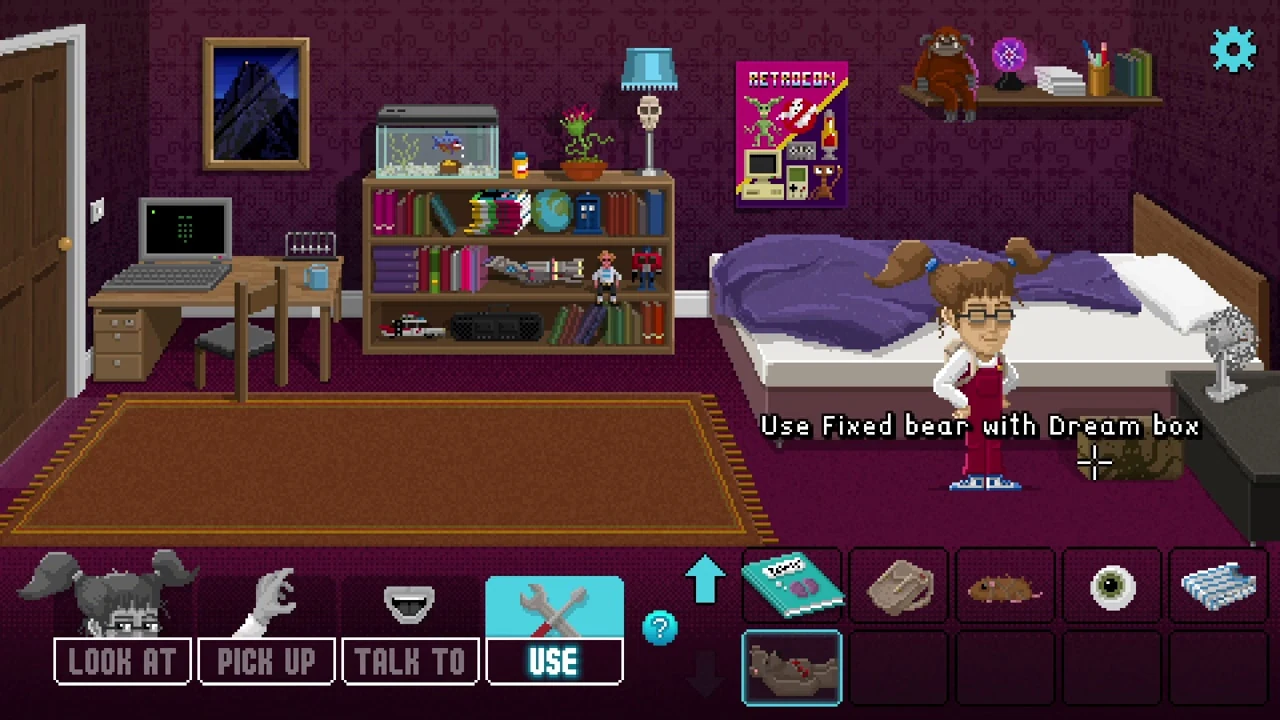 RETROCON
Use Fixed bear with Dream box
LOOK AT
PICK UP
TALK TO
USE
?